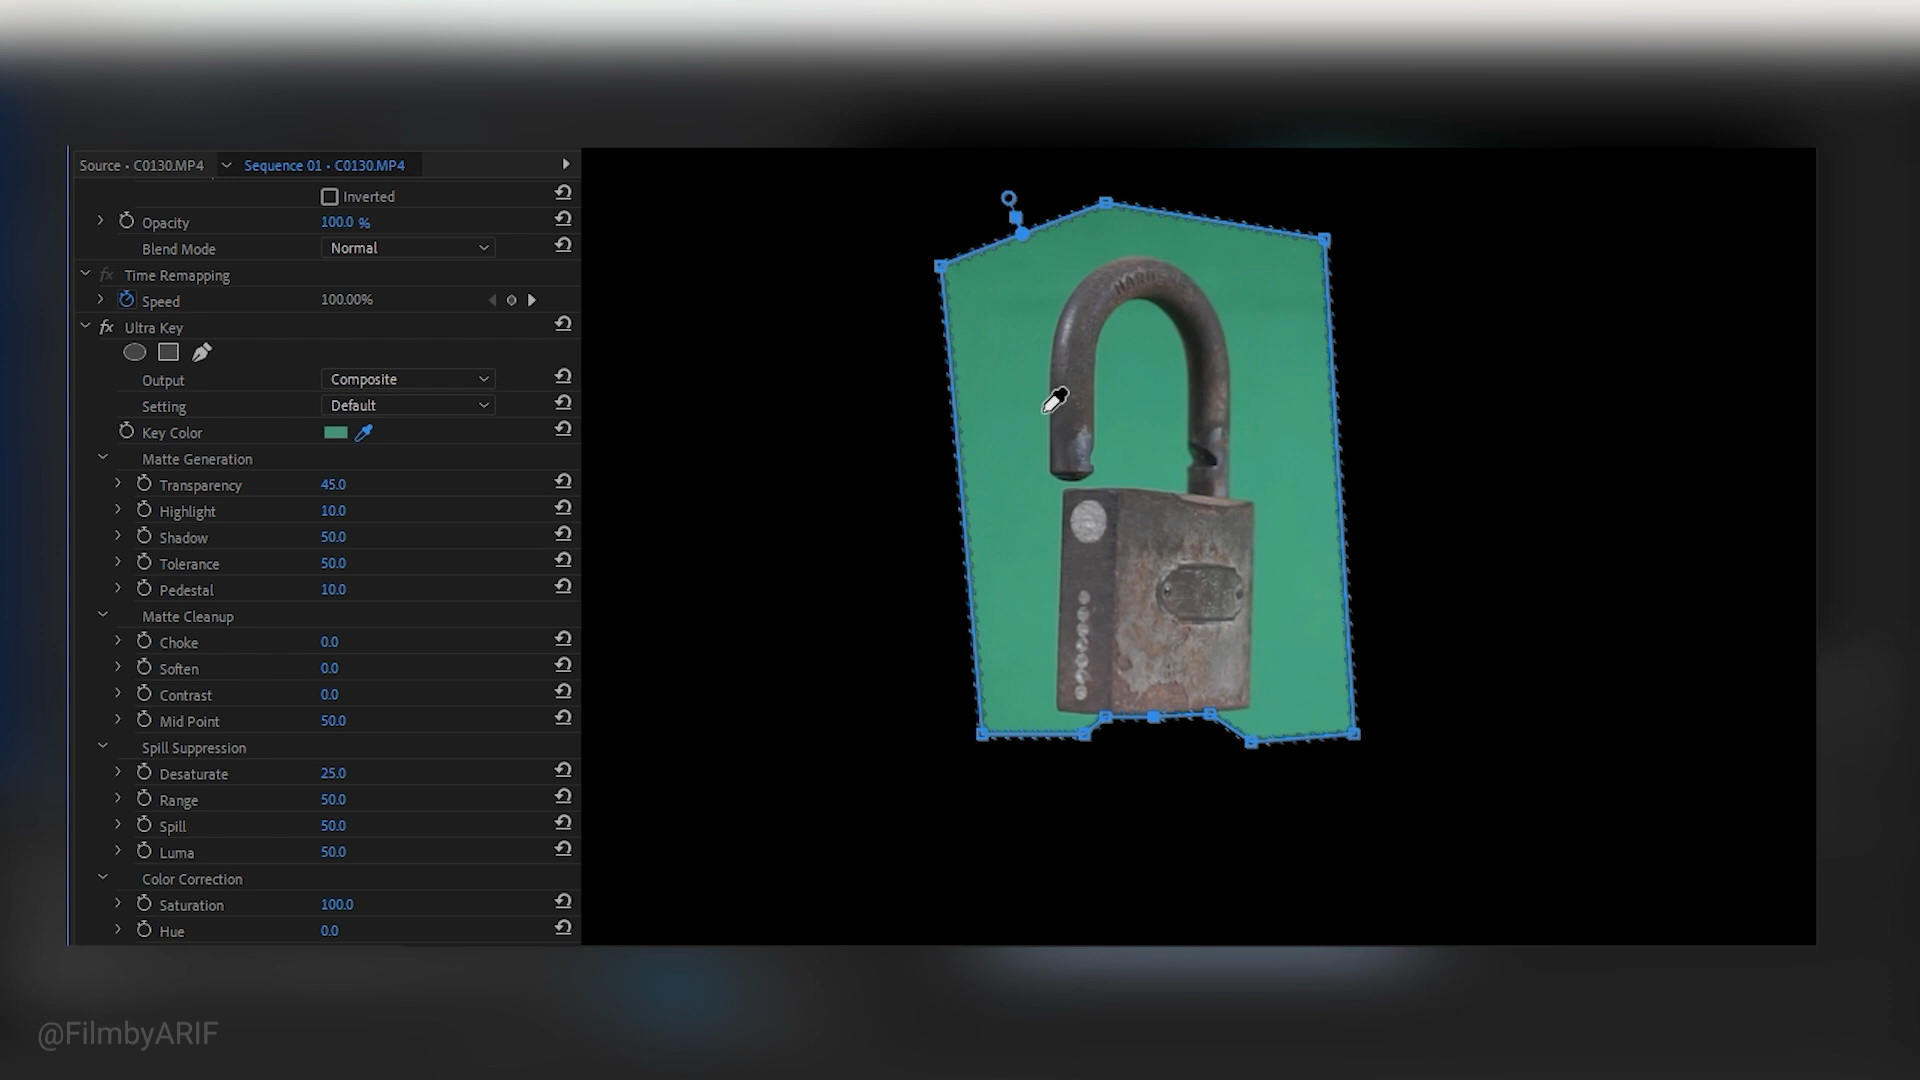 Source • C0130.MP4 Sequence 01 • C0130.MP4
Inverted
Opacity 100.0 %
Blend Mode Normal
fx Time Remapping
Speed 100.00%
fx Ultra Key
Output Composite
Setting Default
Key Color
Matte Generation
Transparency 45.0
Highlight 10.0
Shadow 50.0
Tolerance 50.0
Pedestal 10.0
Matte Cleanup
Choke 0.0
Soften 0.0
Contrast 0.0
Mid Point 50.0
Spill Suppression
Desaturate 25.0
Range 50.0
Spill 50.0
Luma 50.0
Color Correction
Saturation 100.0
Hue 0.0
@FilmbyARIF